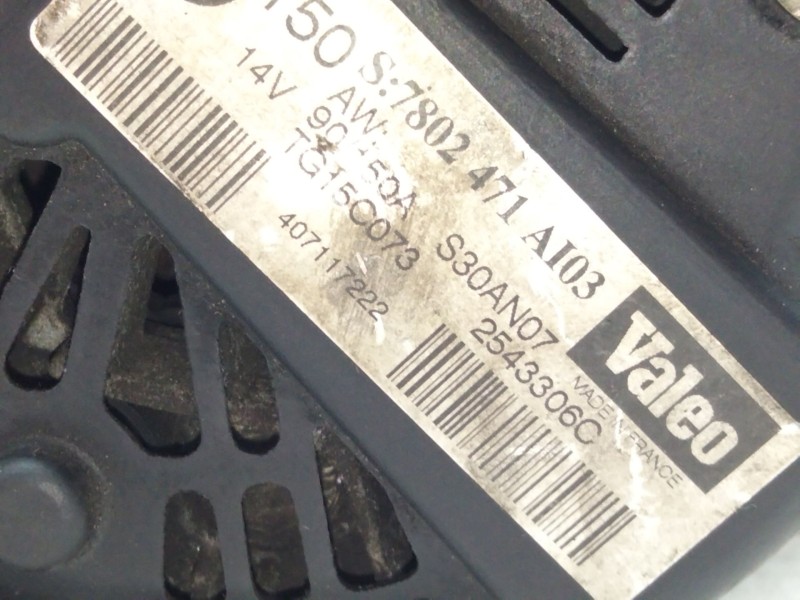 150
S:7802 471 AI03
AW
14V 90/150A
TG15C073
407117222
S30AN07
2543306C
Valeo
MADE IN FRANCE